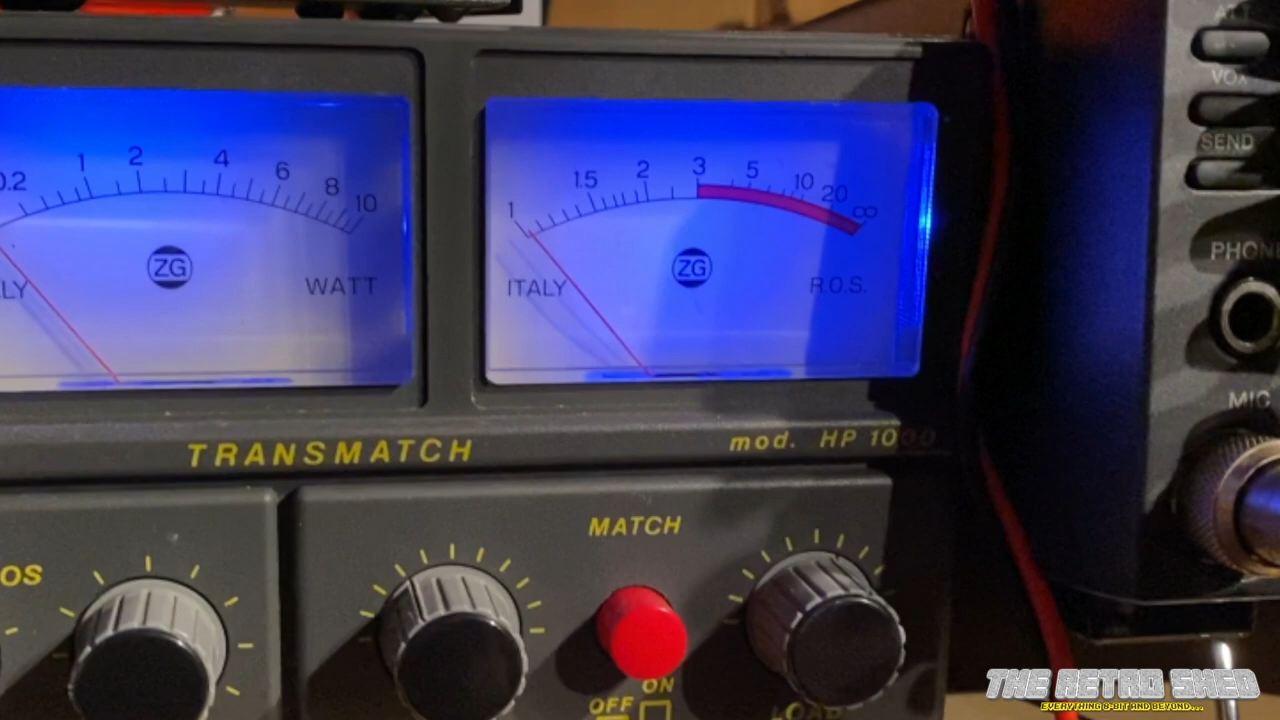 0.2 1 2 4 6 8 10
ZG
LY WATT
1 1.5 2 3 5 10 20 ∞
ZG
ITALY R.O.S.
TRANSMATCH mod. HP 1000
OS
MATCH
ON
OFF
LOAD
VOX
SEND
PHONE
MIC
THE RETRO SHED
EVERYTHING 8-BIT AND BEYOND...